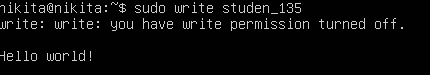 nikita@nikita:~$ sudo write studen_135
write: write: you have write permission turned off.
Hello world!